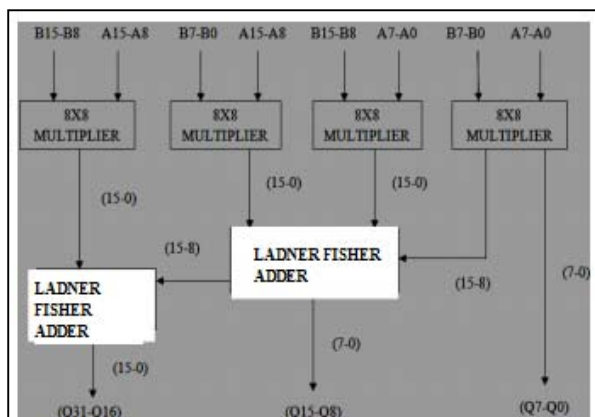 B15-B8 A15-A8 B7-B0 A15-A8 B15-B8 A7-A0 B7-B0 A7-A0
8X8 MULTIPLIER
8X8 MULTIPLIER
8X8 MULTIPLIER
8X8 MULTIPLIER
(15-0)
(15-0)
(15-0)
LADNER FISHER
ADDER
(15-8)
(15-8)
(7-0)
LADNER
FISHER
ADDER
(15-0)
(7-0)
(Q31-Q16)
(Q15-Q8)
(Q7-Q0)